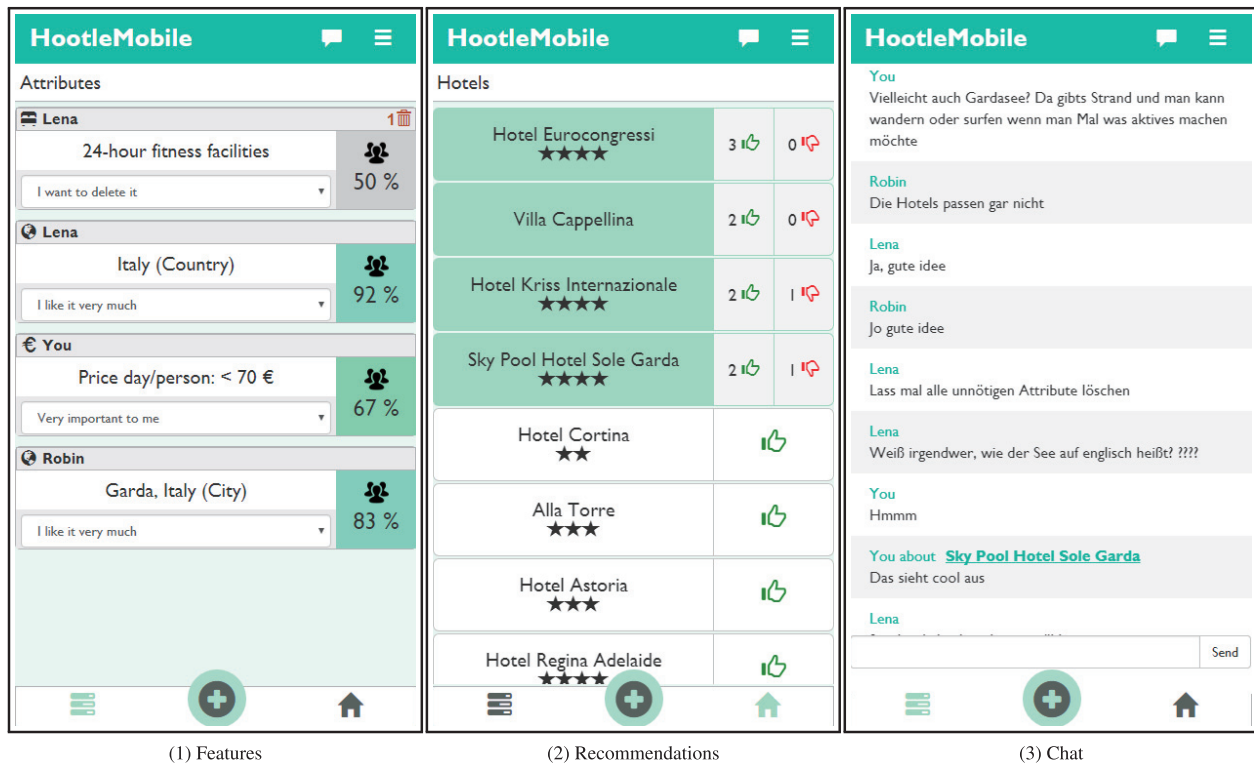 HootleMobile
Attributes
Lena
1
24-hour fitness facilities
I want to delete it
50 %
Lena
Italy (Country)
I like it very much
92 %
€ You
Price day/person: < 70 €
Very important to me
67 %
Robin
Garda, Italy (City)
I like it very much
83 %
(1) Features
HootleMobile
Hotels
Hotel Eurocongressi
★★★★
3
0
Villa Cappellina
2
0
Hotel Kriss Internazionale
★★★★
2
1
Sky Pool Hotel Sole Garda
★★★★
2
1
Hotel Cortina
★★
Alla Torre
★★★
Hotel Astoria
★★★
Hotel Regina Adelaide
★★★★
(2) Recommendations
HootleMobile
You
Vielleicht auch Gardasee? Da gibts Strand und man kann
wandern oder surfen wenn man Mal was aktives machen
möchte
Robin
Die Hotels passen gar nicht
Lena
Ja, gute idee
Robin
Jo gute idee
Lena
Lass mal alle unnötigen Attribute löschen
Lena
Weiß irgendwer, wie der See auf englisch heißt? ????
You
Hmmm
You about Sky Pool Hotel Sole Garda
Das sieht cool aus
Lena
Send
(3) Chat